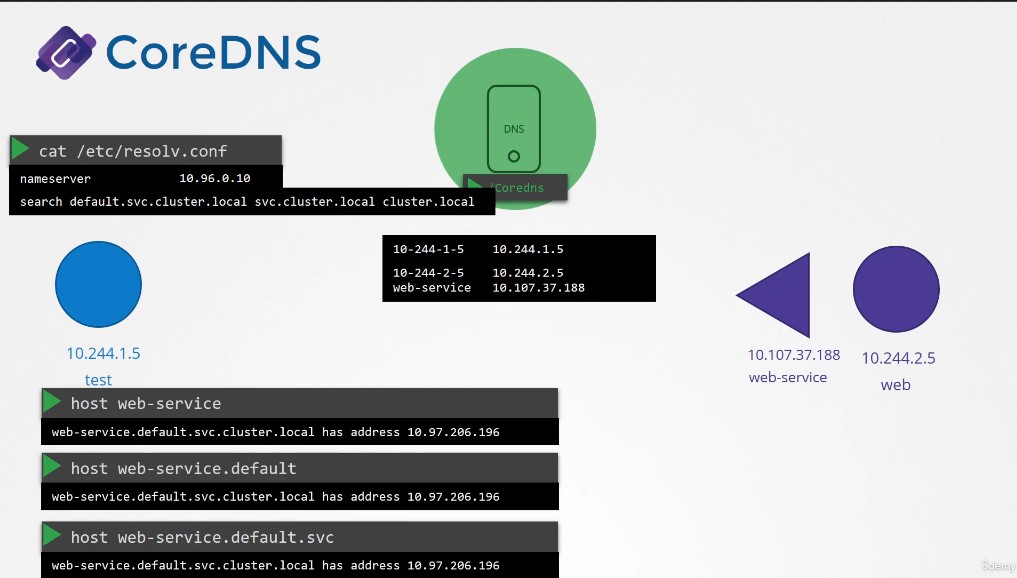 CoreDNS
DNS
/Coredns
cat /etc/resolv.conf
nameserver 10.96.0.10
search default.svc.cluster.local svc.cluster.local cluster.local
10-244-1-5 10.244.1.5
10-244-2-5 10.244.2.5
web-service 10.107.37.188
10.244.1.5
test
10.107.37.188
web-service
10.244.2.5
web
host web-service
web-service.default.svc.cluster.local has address 10.97.206.196
host web-service.default
web-service.default.svc.cluster.local has address 10.97.206.196
host web-service.default.svc
web-service.default.svc.cluster.local has address 10.97.206.196